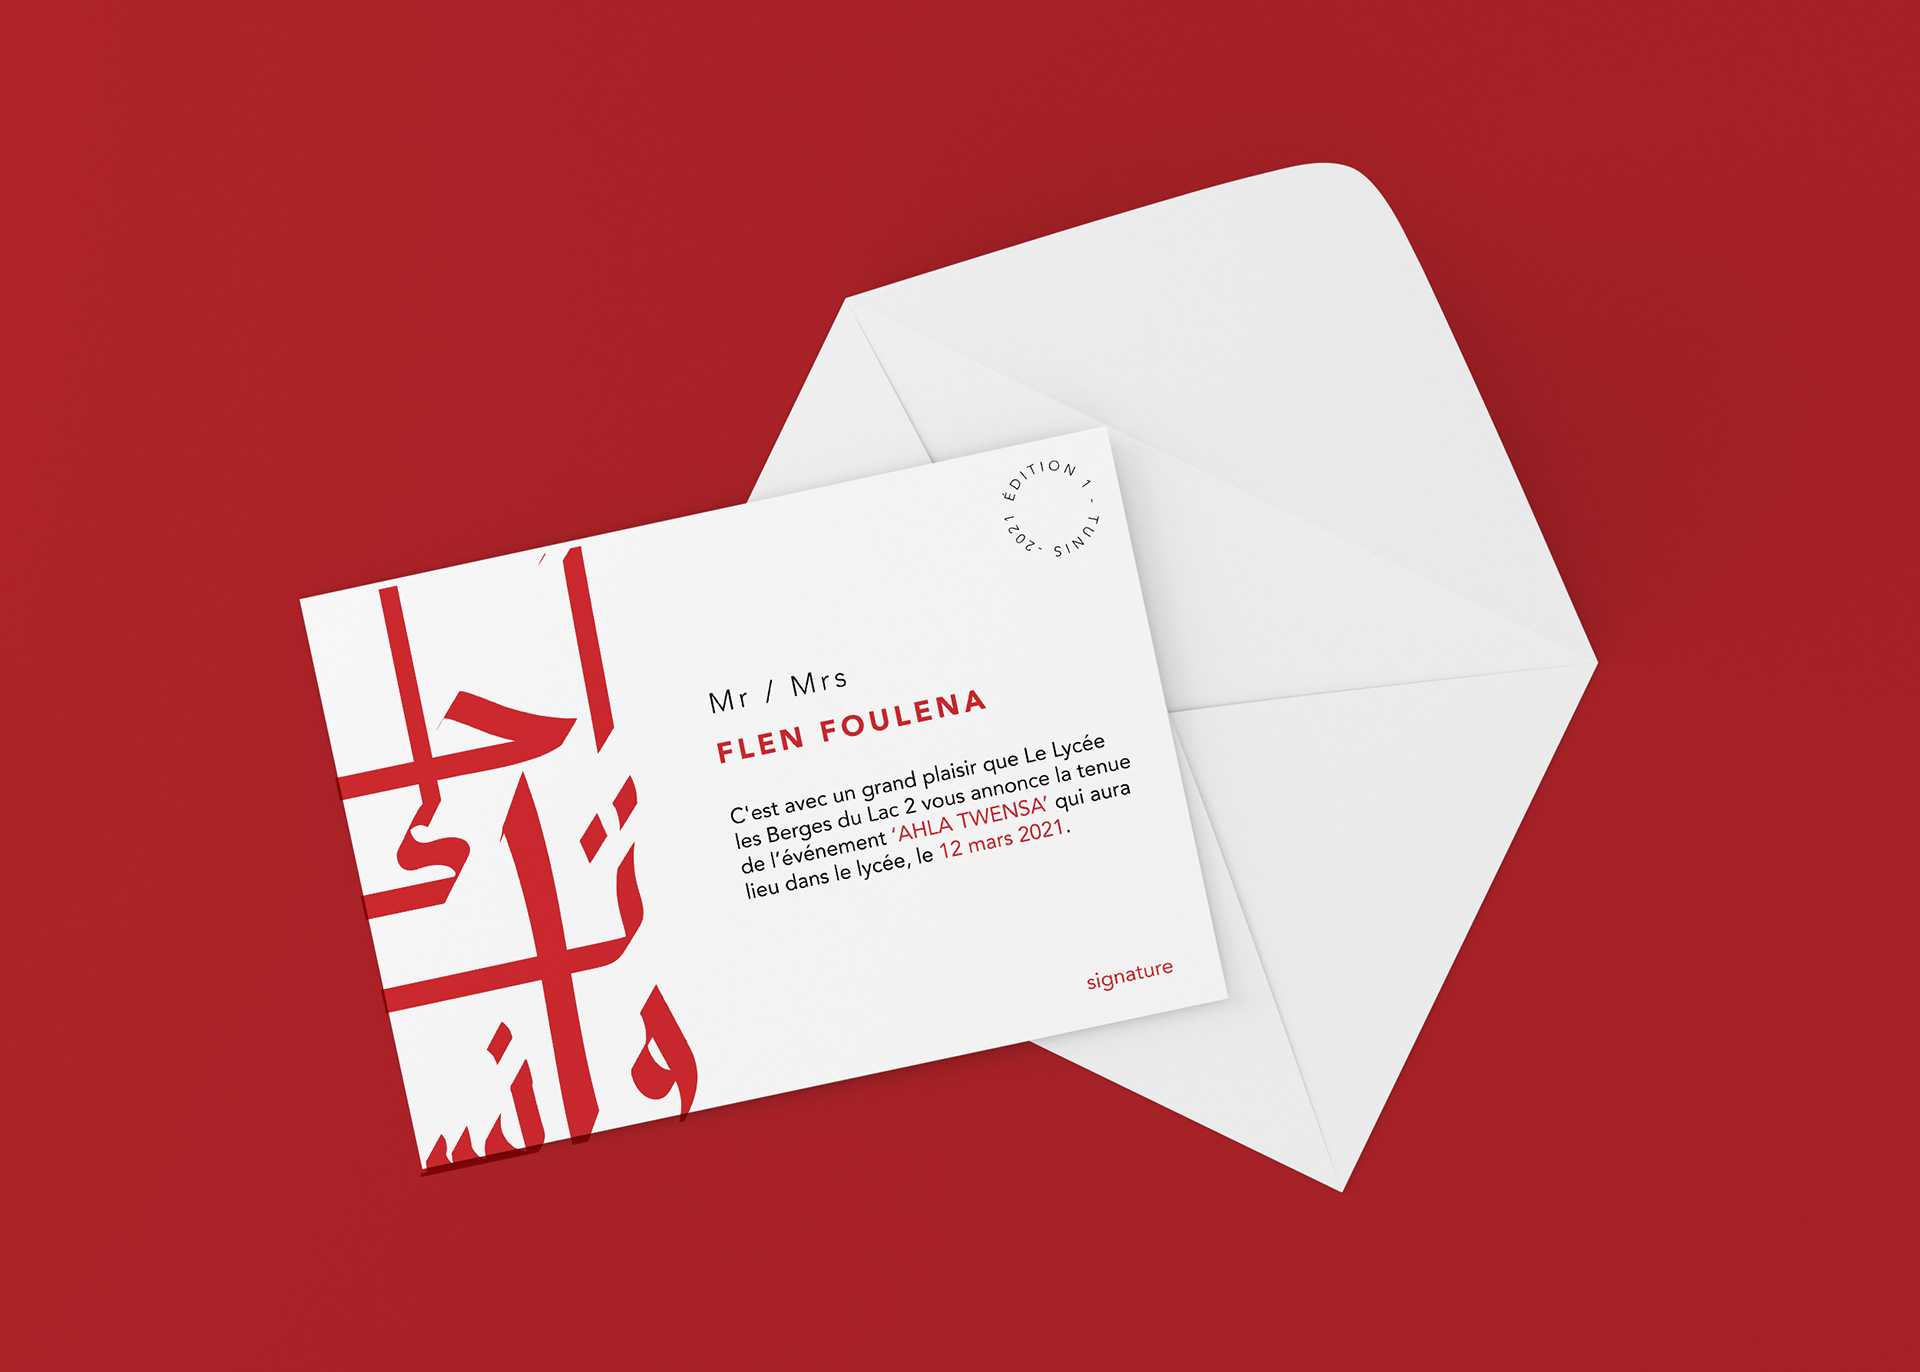 ÉDITION 1 - TUNIS -2021
Mr / Mrs
FLEN FOULENA
C'est avec un grand plaisir que Le Lycée
les Berges du Lac 2 vous annonce la tenue
de l'événement ‘AHLA TWENSA’ qui aura
lieu dans le lycée, le 12 mars 2021.
signature